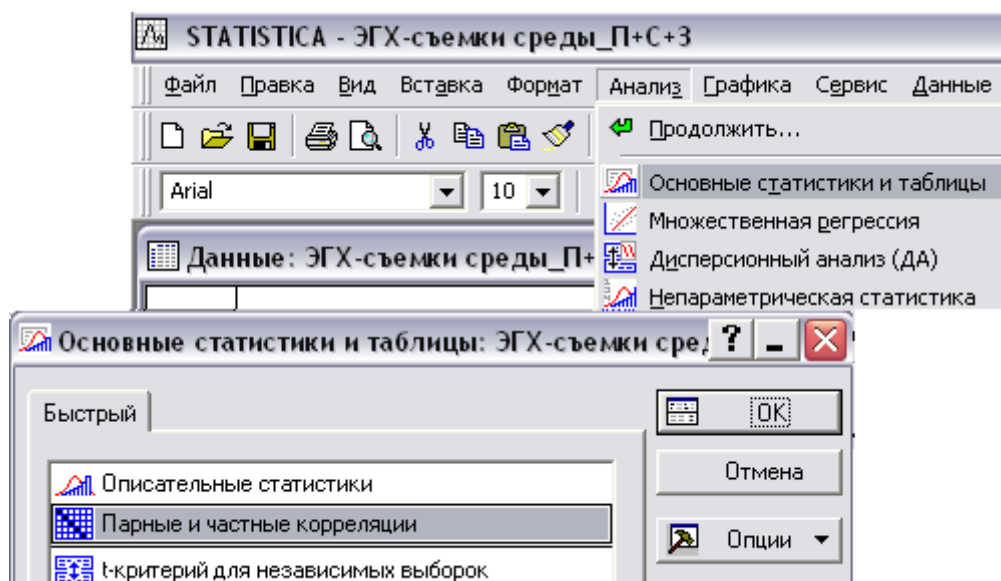 STATISTICA - ЭГХ-съемки среды_П+С+З
Файл Правка Вид Вставка Формат Анализ Графика Сервис Данные
Продолжить...
Arial 10
Основные статистики и таблицы
Множественная регрессия
Данные: ЭГХ-съемки среды_П+
Дисперсионный анализ (ДА)
Непараметрическая статистика
Основные статистики и таблицы: ЭГХ-съемки сред
Быстрый
OK
Отмена
Описательные статистики
Парные и частные корреляции
Опции
t-критерий для независимых выборок